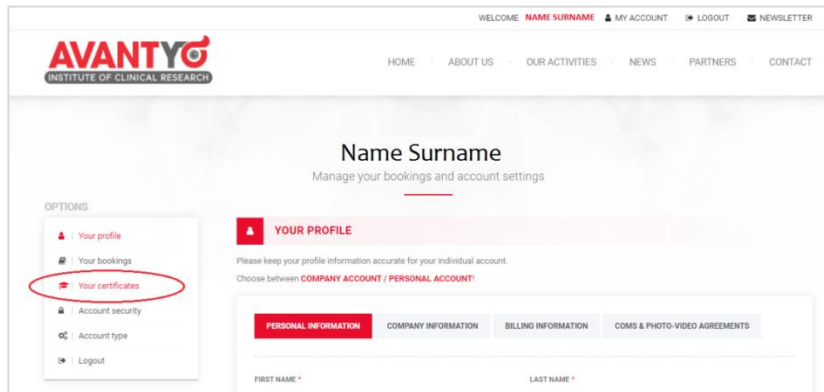 WELCOME NAME SURNAME MY ACCOUNT LOGOUT NEWSLETTER
AVANTYO
INSTITUTE OF CLINICAL RESEARCH
HOME ABOUT US OUR ACTIVITIES NEWS PARTNERS CONTACT
Name Surname
Manage your bookings and account settings
OPTIONS
Your profile
Your bookings
Your certificates
Account security
Account type
Logout
YOUR PROFILE
Please keep your profile information accurate for your individual account.
Choose between COMPANY ACCOUNT / PERSONAL ACCOUNT!
PERSONAL INFORMATION COMPANY INFORMATION BILLING INFORMATION COMS & PHOTO-VIDEO AGREEMENTS
FIRST NAME * LAST NAME *